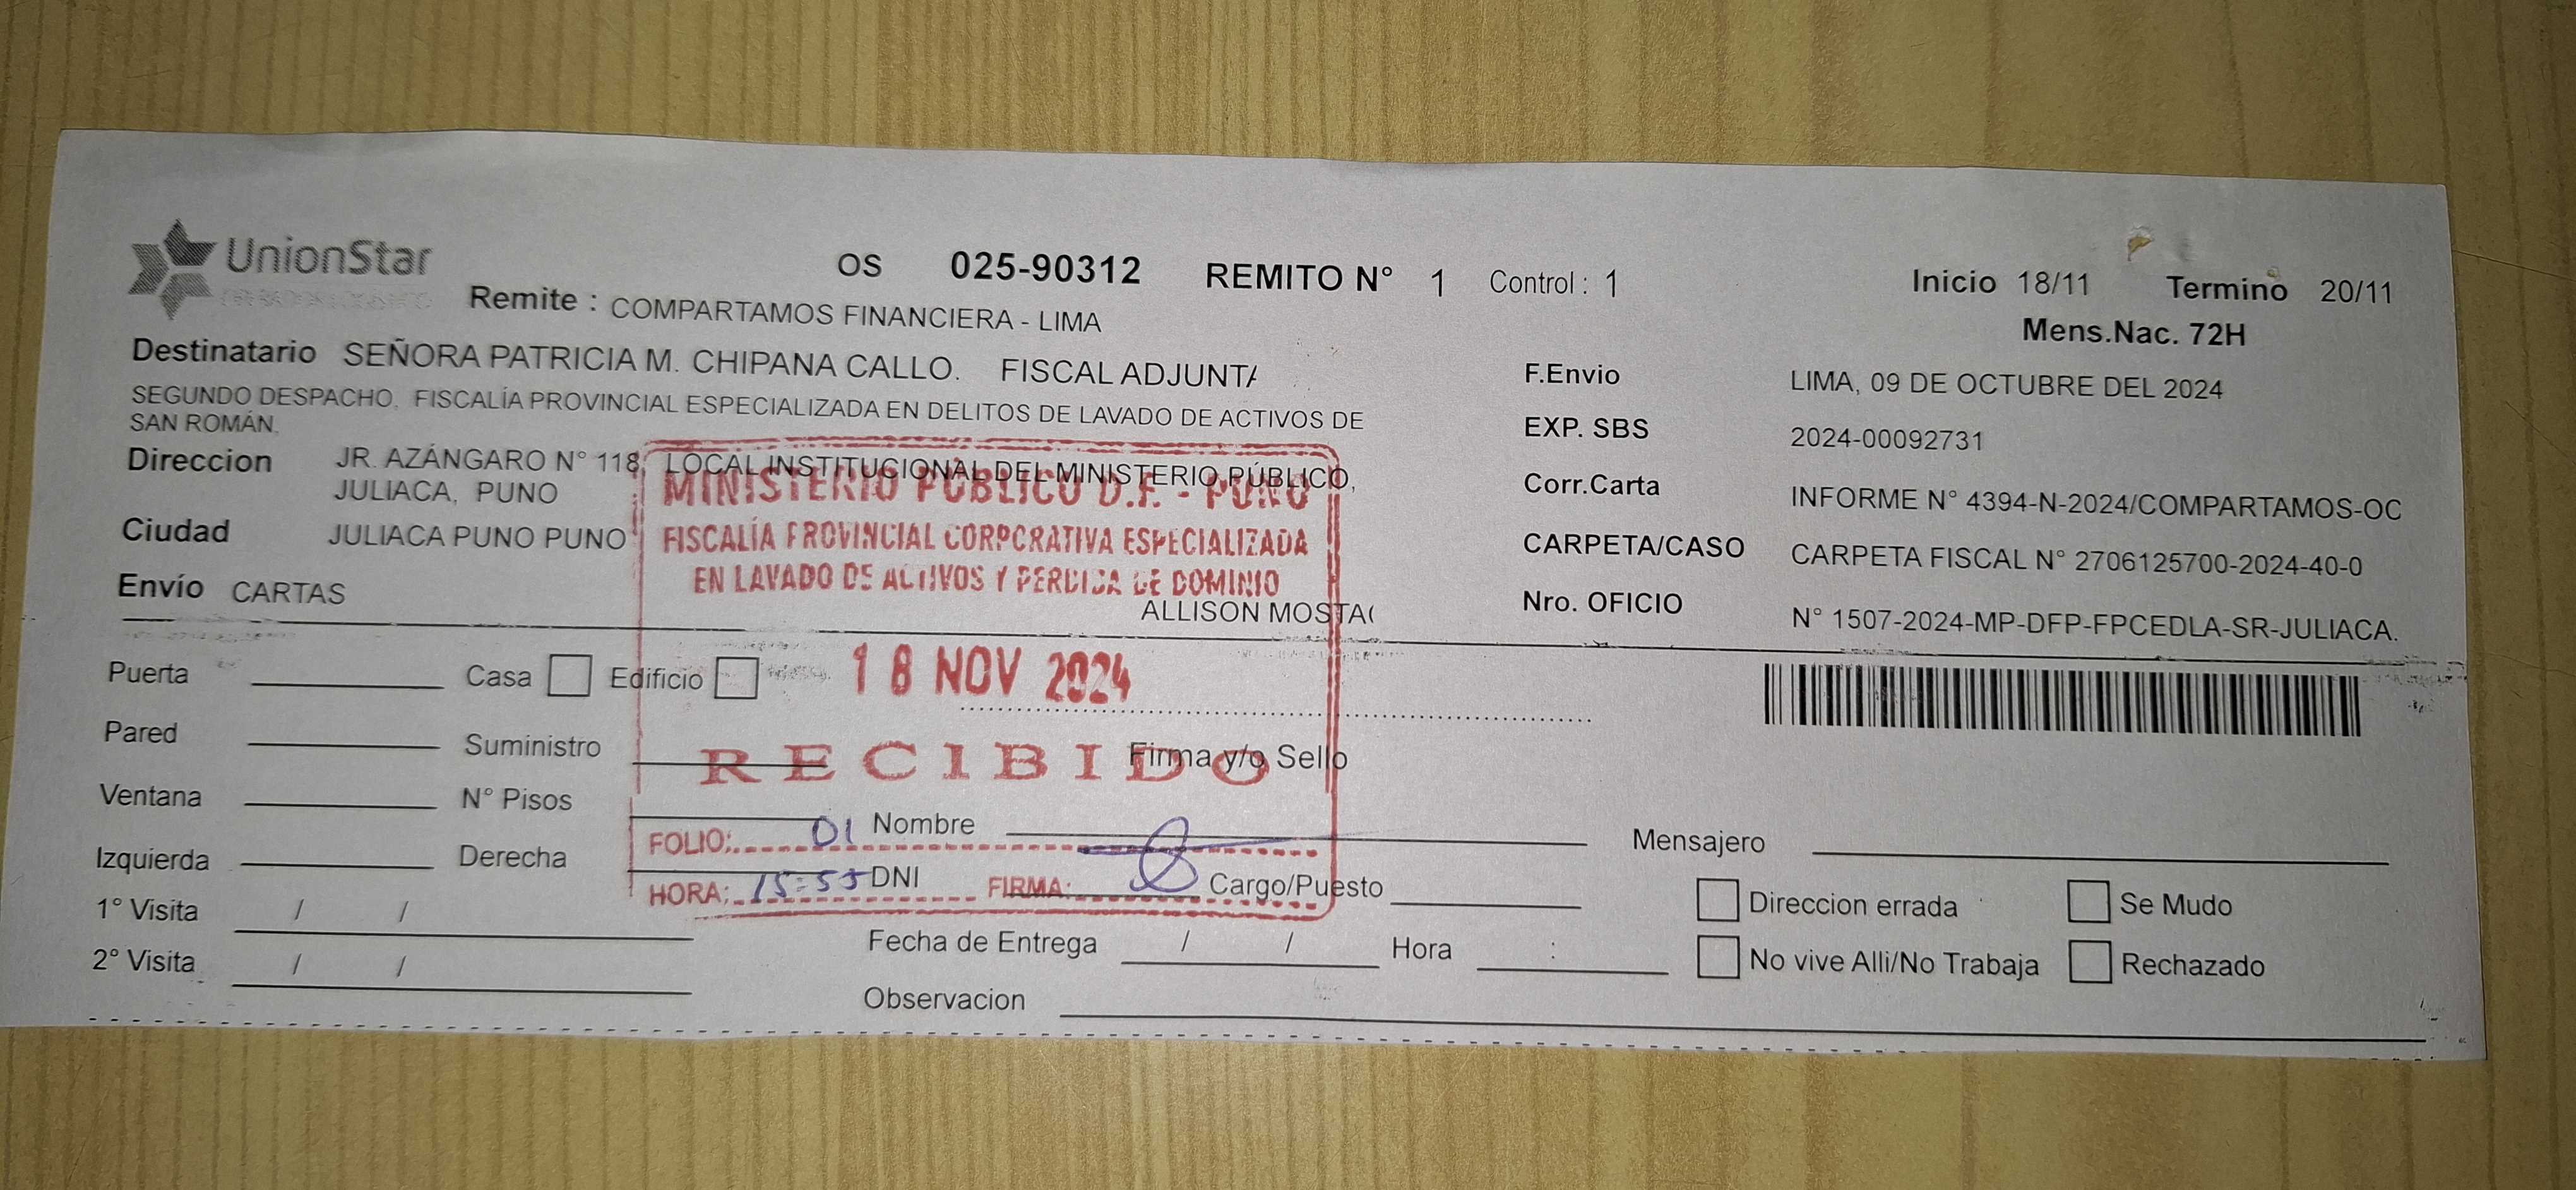 UnionStar
OS 025-90312 REMITO N° 1 Control : 1
Inicio 18/11 Termino 20/11
Remite : COMPARTAMOS FINANCIERA - LIMA
Mens.Nac. 72H
Destinatario SEÑORA PATRICIA M. CHIPANA CALLO. FISCAL ADJUNTA
SEGUNDO DESPACHO, FISCALÍA PROVINCIAL ESPECIALIZADA EN DELITOS DE LAVADO DE ACTIVOS DE
SAN ROMÁN,
Direccion JR. AZÁNGARO N° 118, LOCAL INSTITUCIONAL DEL MINISTERIO PÚBLICO,
JULIACA, PUNO
Ciudad JULIACA PUNO PUNO
Envío CARTAS
ALLISON
F.Envio LIMA, 09 DE OCTUBRE DEL 2024
EXP. SBS 2024-00092731
Corr.Carta INFORME N° 4394-N-2024/COMPARTAMOS-OC
CARPETA/CASO CARPETA FISCAL N° 2706125700-2024-40-0
Nro. OFICIO N° 1507-2024-MP-DFP-FPCEDLA-SR-JULIACA.
MINISTERIO PÚBLICO D.F. - PUNO
FISCALÍA PROVINCIAL CORPORATIVA ESPECIALIZADA
EN LAVADO DE ACTIVOS Y PERDIDA DE DOMINIO
18 NOV 2024
RECIBIDO
FOLIO: 01
HORA: 15:55 FIRMA:
Puerta Casa Edificio
Pared Suministro
Firma y/o Sello
Ventana N° Pisos
Nombre
Mensajero
Izquierda Derecha
DNI Cargo/Puesto
Direccion errada Se Mudo
1° Visita / /
Fecha de Entrega / / Hora :
No vive Alli/No Trabaja Rechazado
2° Visita / /
Observacion